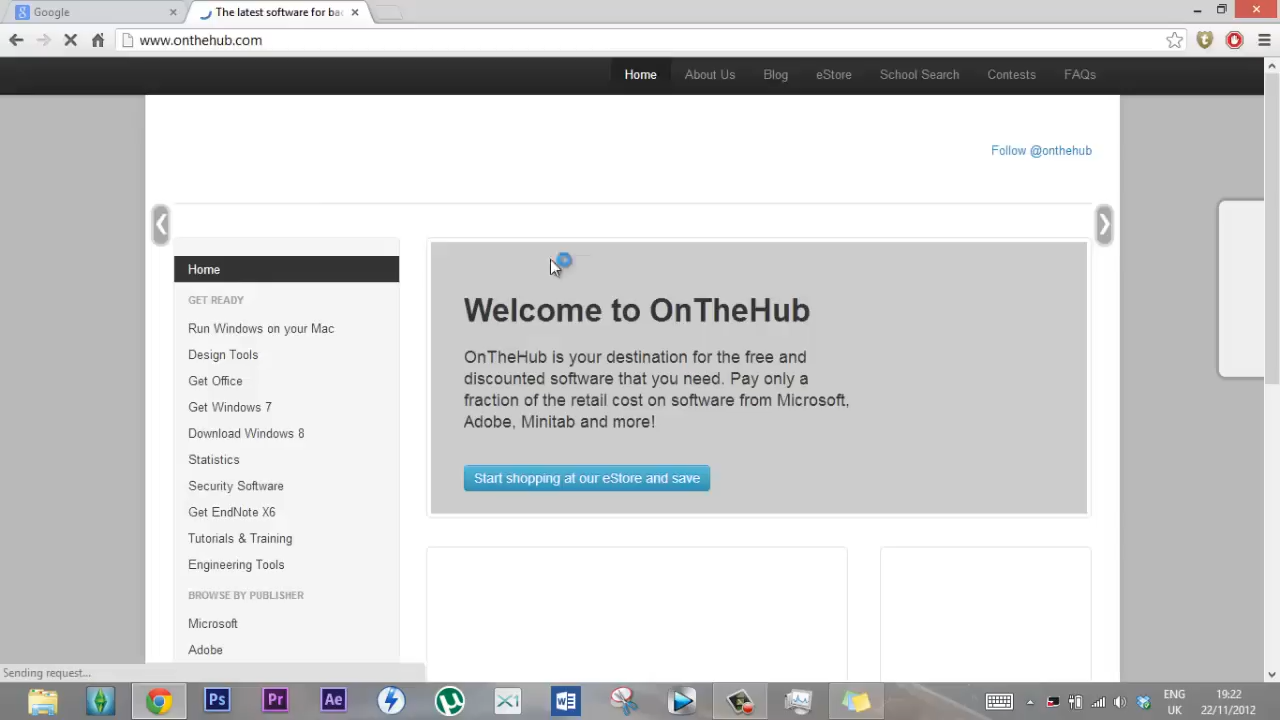 Google
The latest software for bac
www.onthehub.com
Home
About Us
Blog
eStore
School Search
Contests
FAQs
Follow @onthehub
Home
GET READY
Run Windows on your Mac
Design Tools
Get Office
Get Windows 7
Download Windows 8
Statistics
Security Software
Get EndNote X6
Tutorials & Training
Engineering Tools
BROWSE BY PUBLISHER
Microsoft
Adobe
Welcome to OnTheHub
OnTheHub is your destination for the free and
discounted software that you need. Pay only a
fraction of the retail cost on software from Microsoft,
Adobe, Minitab and more!
Start shopping at our eStore and save
Sending request...
Ps
Pr
Ae
X1
W
ENG
UK
19:22
22/11/2012